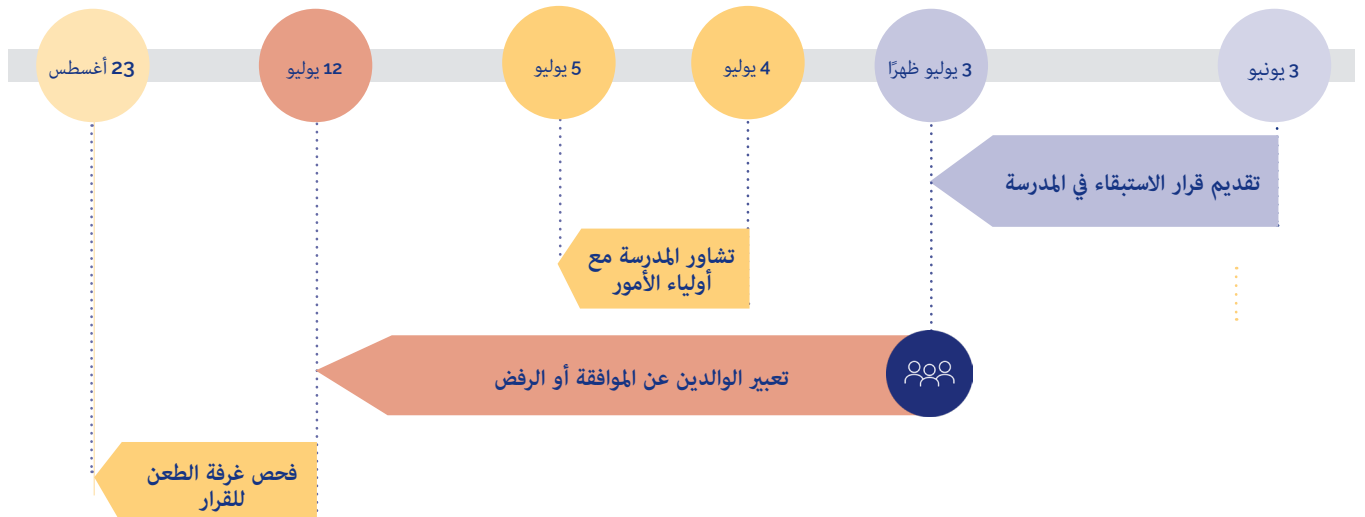 3 يونيو
3 يوليو ظهرًا
4 يوليو
5 يوليو
12 يوليو
23 أغسطس
تقديم قرار الاستبقاء في المدرسة
تشاور المدرسة مع
أولياء الأمور
تعبير الوالدين عن الموافقة أو الرفض
فحص غرفة الطعن
للقرار